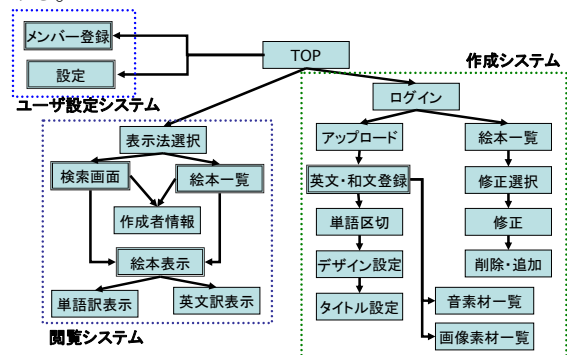 メンバー登録
設定
ユーザ設定システム
TOP
作成システム
ログイン
アップロード
絵本一覧
英文・和文登録
修正選択
単語区切
修正
デザイン設定
削除・追加
タイトル設定
音素材一覧
画像素材一覧
表示法選択
検索画面
絵本一覧
作成者情報
絵本表示
単語訳表示
英文訳表示
閲覧システム